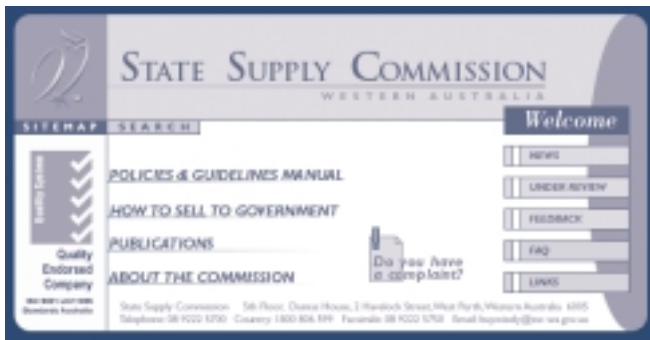 STATE SUPPLY COMMISSION
WESTERN AUSTRALIA
SITEMAP
SEARCH
Welcome
NEWS
UNDER REVIEW
FEEDBACK
FAQ
LINKS
POLICIES & GUIDELINES MANUAL
HOW TO SELL TO GOVERNMENT
PUBLICATIONS
ABOUT THE COMMISSION
Do you have
a complaint?
Quality System
Quality
Endorsed
Company
Standards Australia
State Supply Commission 5th Floor, Dumas House, 2 Havelock Street, West Perth, Western Australia 6005
Telephone: 08 9222 5700 Country: 1800 806 599 Facsimile: 08 9222 5750 Email: